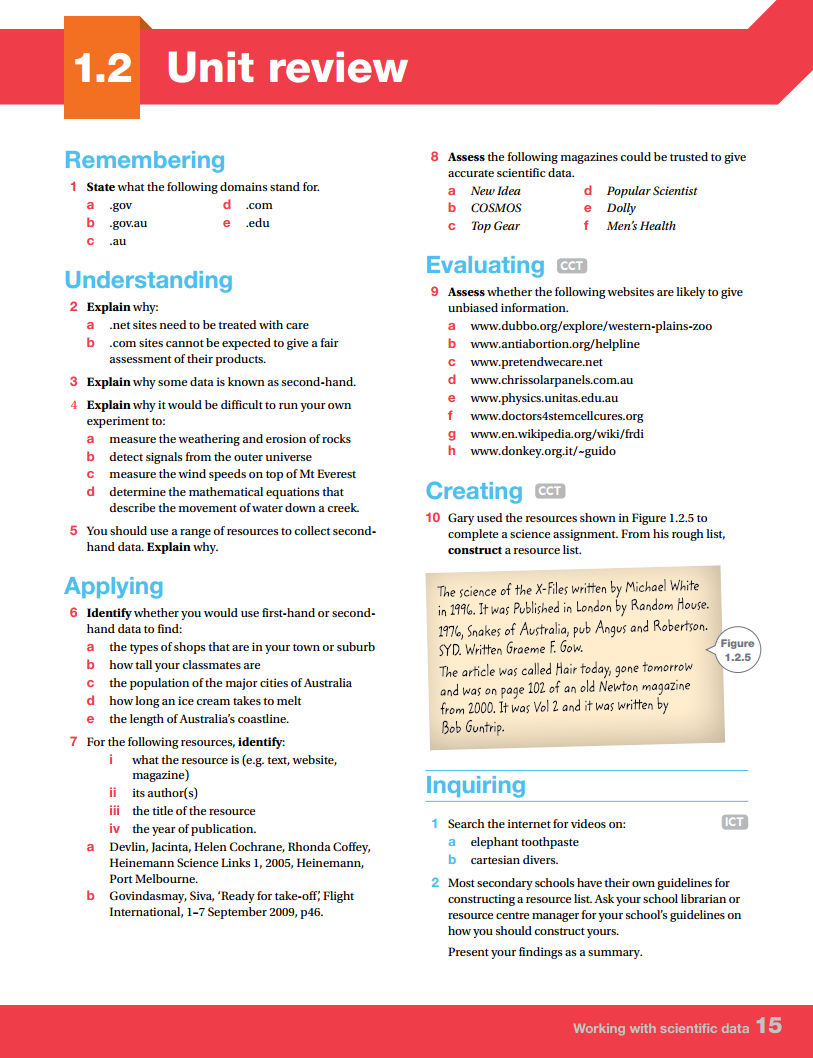 1.2 Unit review
Remembering
1 State what the following domains stand for.
a .gov
b .gov.au
c .au
d .com
e .edu
Understanding
2 Explain why:
a .net sites need to be treated with care
b .com sites cannot be expected to give a fair
assessment of their products.
3 Explain why some data is known as second-hand.
4 Explain why it would be difficult to run your own
experiment to:
a measure the weathering and erosion of rocks
b detect signals from the outer universe
c measure the wind speeds on top of Mt Everest
d determine the mathematical equations that
describe the movement of water down a creek.
5 You should use a range of resources to collect second-
hand data. Explain why.
Applying
6 Identify whether you would use first-hand or second-
hand data to find:
a the types of shops that are in your town or suburb
b how tall your classmates are
c the population of the major cities of Australia
d how long an ice cream takes to melt
e the length of Australia's coastline.
7 For the following resources, identify:
i what the resource is (e.g. text, website,
magazine)
ii its author(s)
iii the title of the resource
iv the year of publication.
a Devlin, Jacinta, Helen Cochrane, Rhonda Coffey,
Heinemann Science Links 1, 2005, Heinemann,
Port Melbourne.
b Govindasmay, Siva, 'Ready for take-off', Flight
International, 1–7 September 2009, p46.
8 Assess the following magazines could be trusted to give
accurate scientific data.
a New Idea
b COSMOS
c Top Gear
d Popular Scientist
e Dolly
f Men's Health
Evaluating CCT
9 Assess whether the following websites are likely to give
unbiased information.
a www.dubbo.org/explore/western-plains-zoo
b www.antiabortion.org/helpline
c www.pretendwecare.net
d www.chrissolarpanels.com.au
e www.physics.unitas.edu.au
f www.doctors4stemcellcures.org
g www.en.wikipedia.org/wiki/frdi
h www.donkey.org.it/~guido
Creating CCT
10 Gary used the resources shown in Figure 1.2.5 to
complete a science assignment. From his rough list,
construct a resource list.
The science of the X-Files written by Michael White
in 1996. It was Published in London by Random House.
1976, Snakes of Australia, pub Angus and Robertson.
SYD. Written Graeme F. Gow.
The article was called Hair today, gone tomorrow
and was on page 102 of an old Newton magazine
from 2000. It was Vol 2 and it was written by
Bob Guntrip.
Figure
1.2.5
Inquiring
1 Search the internet for videos on: ICT
a elephant toothpaste
b cartesian divers.
2 Most secondary schools have their own guidelines for
constructing a resource list. Ask your school librarian or
resource centre manager for your school's guidelines on
how you should construct yours.
Present your findings as a summary.
Working with scientific data 15